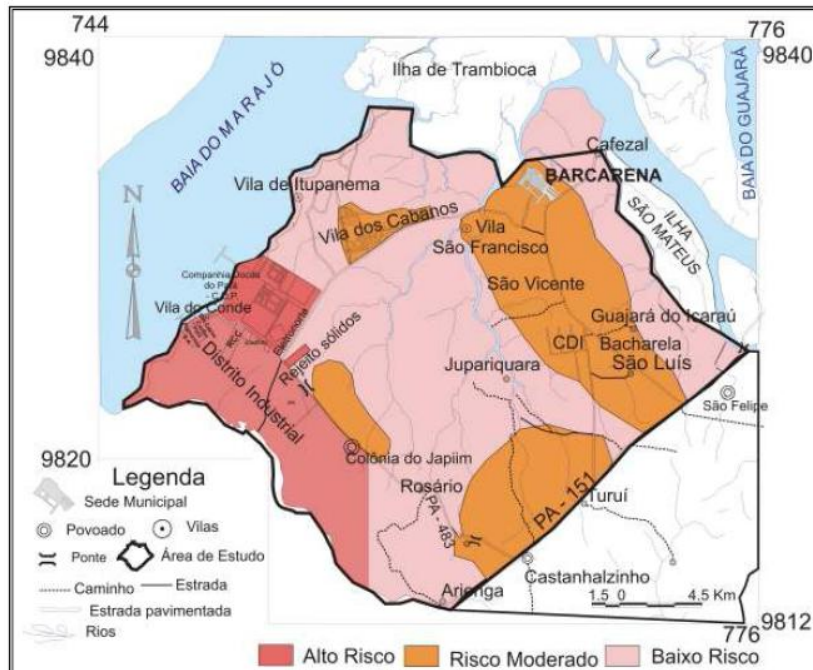 744
776
9840
9840
Ilha de Trambioca
BAIA DO MARAJÓ
BAIA DO GUAJARÁ
Cafezal
BARCARENA
Vila de Itupanema
N
Vila dos Cabanos
Vila
São Francisco
ILHA
SÃO MATEUS
Companhia Docas
do Pará
- C.D.P.
São Vicente
Vila do Conde
Guajará do Icaraú
Eletronorte
Rejeito sólidos
CDI
Bacharela
São Luís
Distrito Industrial
Jupariquara
São Felipe
9820
Colônia do Japiim
Legenda
Sede Municipal
Povoado
Vilas
Ponte
Área de Estudo
Caminho
Estrada
Estrada pavimentada
Rios
Rosário
PA - 483
PA - 151
Turuí
Castanhalzinho
Arienga
1.5 0 4.5 Km
776
9812
Alto Risco
Risco Moderado
Baixo Risco